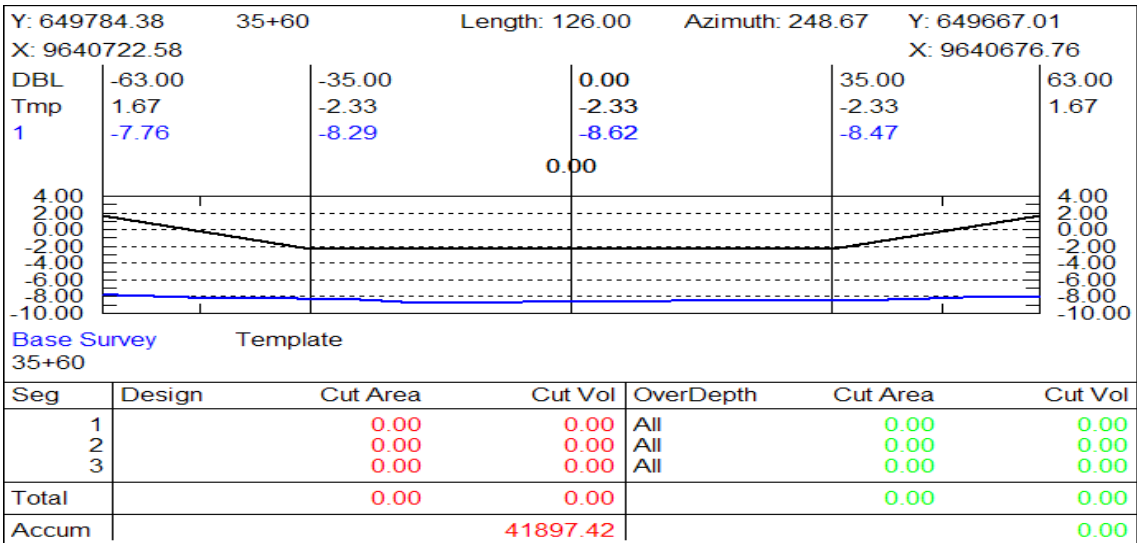 Y: 649784.38 35+60 Length: 126.00 Azimuth: 248.67 Y: 649667.01
X: 9640722.58 X: 9640676.76
DBL -63.00 -35.00 0.00 35.00 63.00
Tmp 1.67 -2.33 -2.33 -2.33 1.67
1 -7.76 -8.29 -8.62 -8.47
0.00
4.00 4.00
2.00 2.00
0.00 0.00
-2.00 -2.00
-4.00 -4.00
-6.00 -6.00
-8.00 -8.00
-10.00 -10.00
Base Survey Template
35+60
Seg Design Cut Area Cut Vol OverDepth Cut Area Cut Vol
1 0.00 0.00 All 0.00 0.00
2 0.00 0.00 All 0.00 0.00
3 0.00 0.00 All 0.00 0.00
Total 0.00 0.00 0.00 0.00
Accum 41897.42 0.00